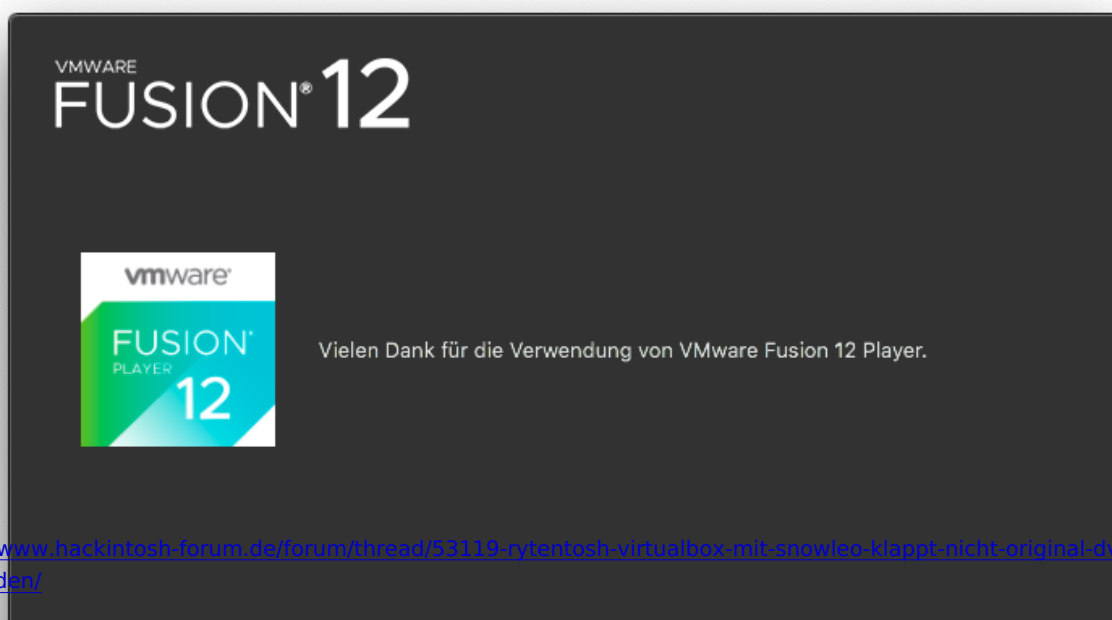 VMWARE
FUSION® 12
vmware®
FUSION®
PLAYER
12
Vielen Dank für die Verwendung von VMware Fusion 12 Player.
www.hackintosh-forum.de/forum/thread/53119-rytentosh-virtualbox-mit-snowleo-klappt-nicht-original-dv
den/